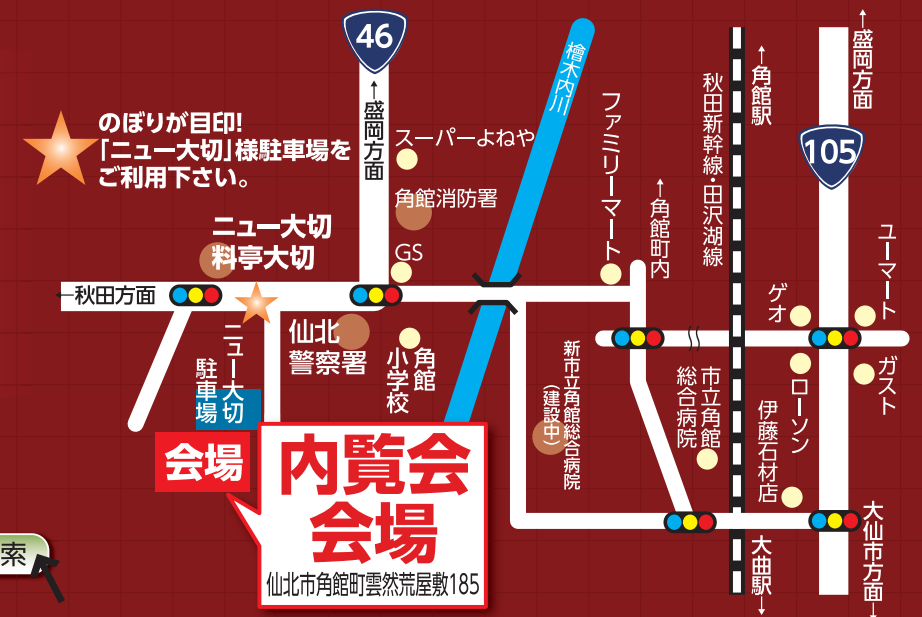 46
↑盛岡方面
檜木内川
のぼりが目印!
「ニュー大切」様駐車場を
ご利用下さい。
スーパーよねや
角館消防署
GS
ニュー大切
料亭大切
←秋田方面
ニュー大切
駐車場
仙北
警察署
角館
小学校
ファミリーマート
↑角館町内
新市立角館総合病院
(建設中)
市立角館
総合病院
秋田新幹線・田沢湖線
↑角館駅
大曲駅↓
↑盛岡方面
105
ユーマート
ゲオ
ガスト
ローソン
伊藤石材店
大仙市方面↓
会場
内覧会
会場
仙北市角館町雲然荒屋敷185
索